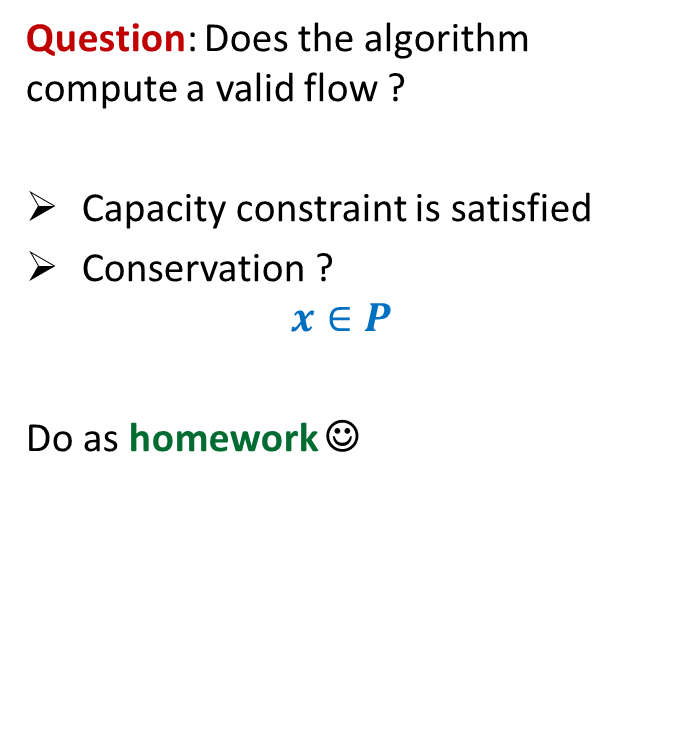 Question: Does the algorithm
compute a valid flow ?
➢ Capacity constraint is satisfied
➢ Conservation ?
x ∈ P
Do as homework ☺